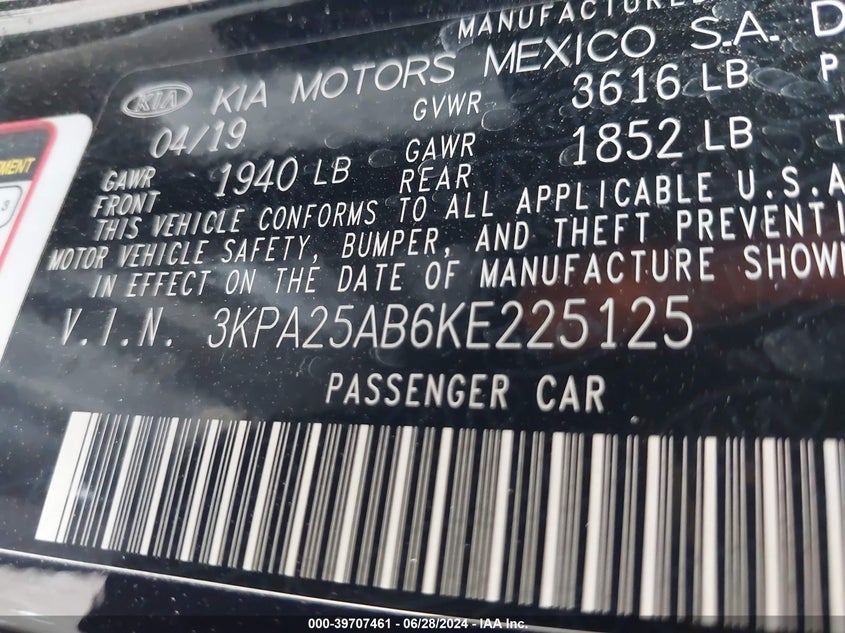 MANUFACTURED
KIA KIA MOTORS MEXICO S.A. D
04/19 GVWR 3616 LB P
GAWR FRONT 1940 LB GAWR REAR 1852 LB T
THIS VEHICLE CONFORMS TO ALL APPLICABLE U.S.A
MOTOR VEHICLE SAFETY, BUMPER, AND THEFT PREVENTI
IN EFFECT ON THE DATE OF MANUFACTURE SHOW
V.I.N. 3KPA25AB6KE225125
PASSENGER CAR
000-39707461 - 06/28/2024 - IAA Inc.